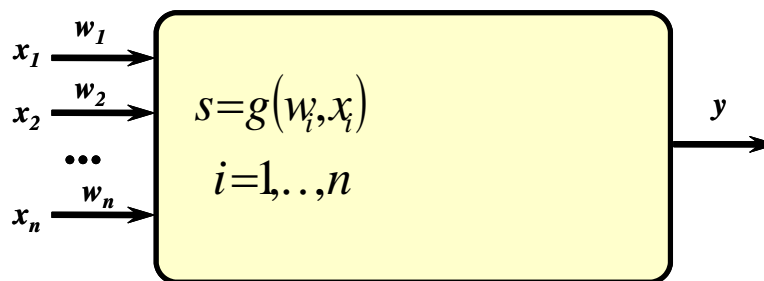 w₁
x₁
w₂
x₂
s=g(wᵢ,xᵢ)
y
•••
i=1,..,n
wₙ
xₙ